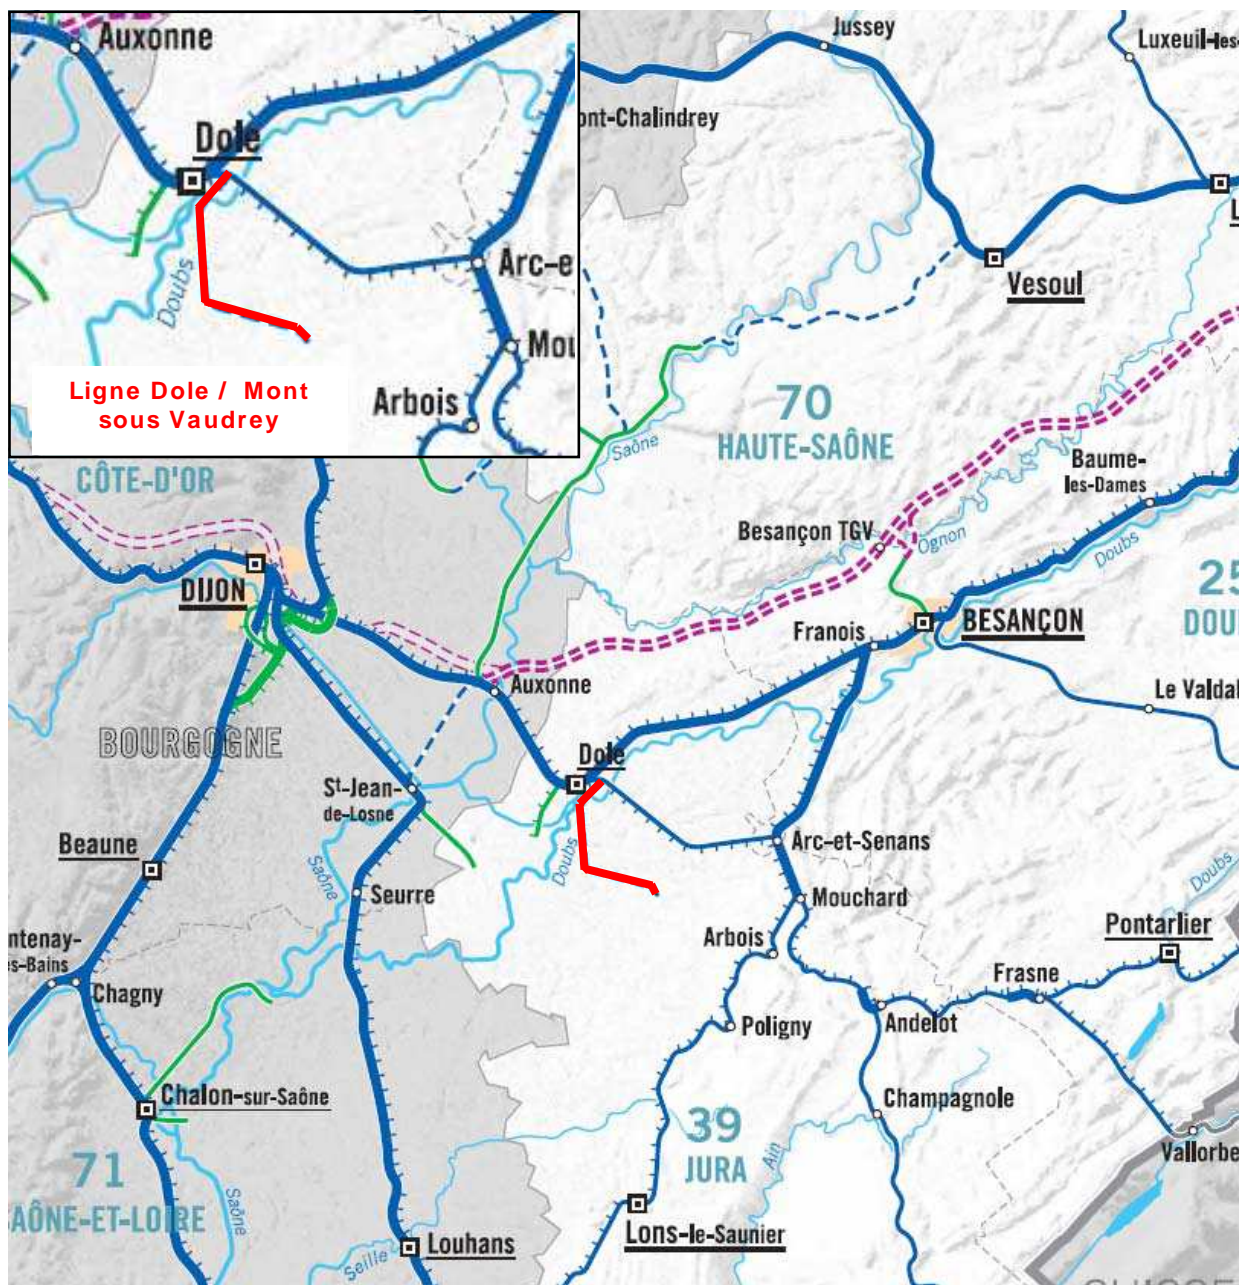 Auxonne
Dole
Doubs
Arc-e
Mou
Arbois
Ligne Dole / Mont
sous Vaudrey
Jussey
Luxeuil-les-
ont-Chalindrey
L
Vesoul
70
HAUTE-SAÔNE
Saône
CÔTE-D'OR
Baume-
les-Dames
Besançon TGV
Ognon
Doubs
DIJON
25
DOU
Franois
BESANÇON
Auxonne
Le Valda
BOURGOGNE
Dole
St-Jean-
de-Losne
Beaune
Arc-et-Senans
Doubs
Saône
Doubs
Seurre
Mouchard
Pontarlier
Arbois
ntenay-
es-Bains
Chagny
Frasne
Poligny
Andelot
Chalon-sur-Saône
Champagnole
39
JURA
Ain
Vallorbe
71
AÔNE-ET-LOIRE
Saône
Lons-le-Saunier
Louhans
Seille